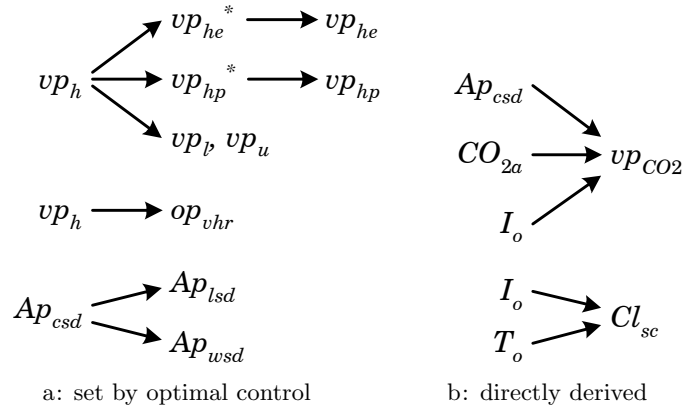 vp_he* vp_he
vp_h vp_hp* vp_hp
vp_l, vp_u
vp_h op_vhr
Ap_csd Ap_lsd
Ap_wsd
a: set by optimal control
Ap_csd
CO_2a vp_CO2
I_o
I_o
Cl_sc
T_o
b: directly derived